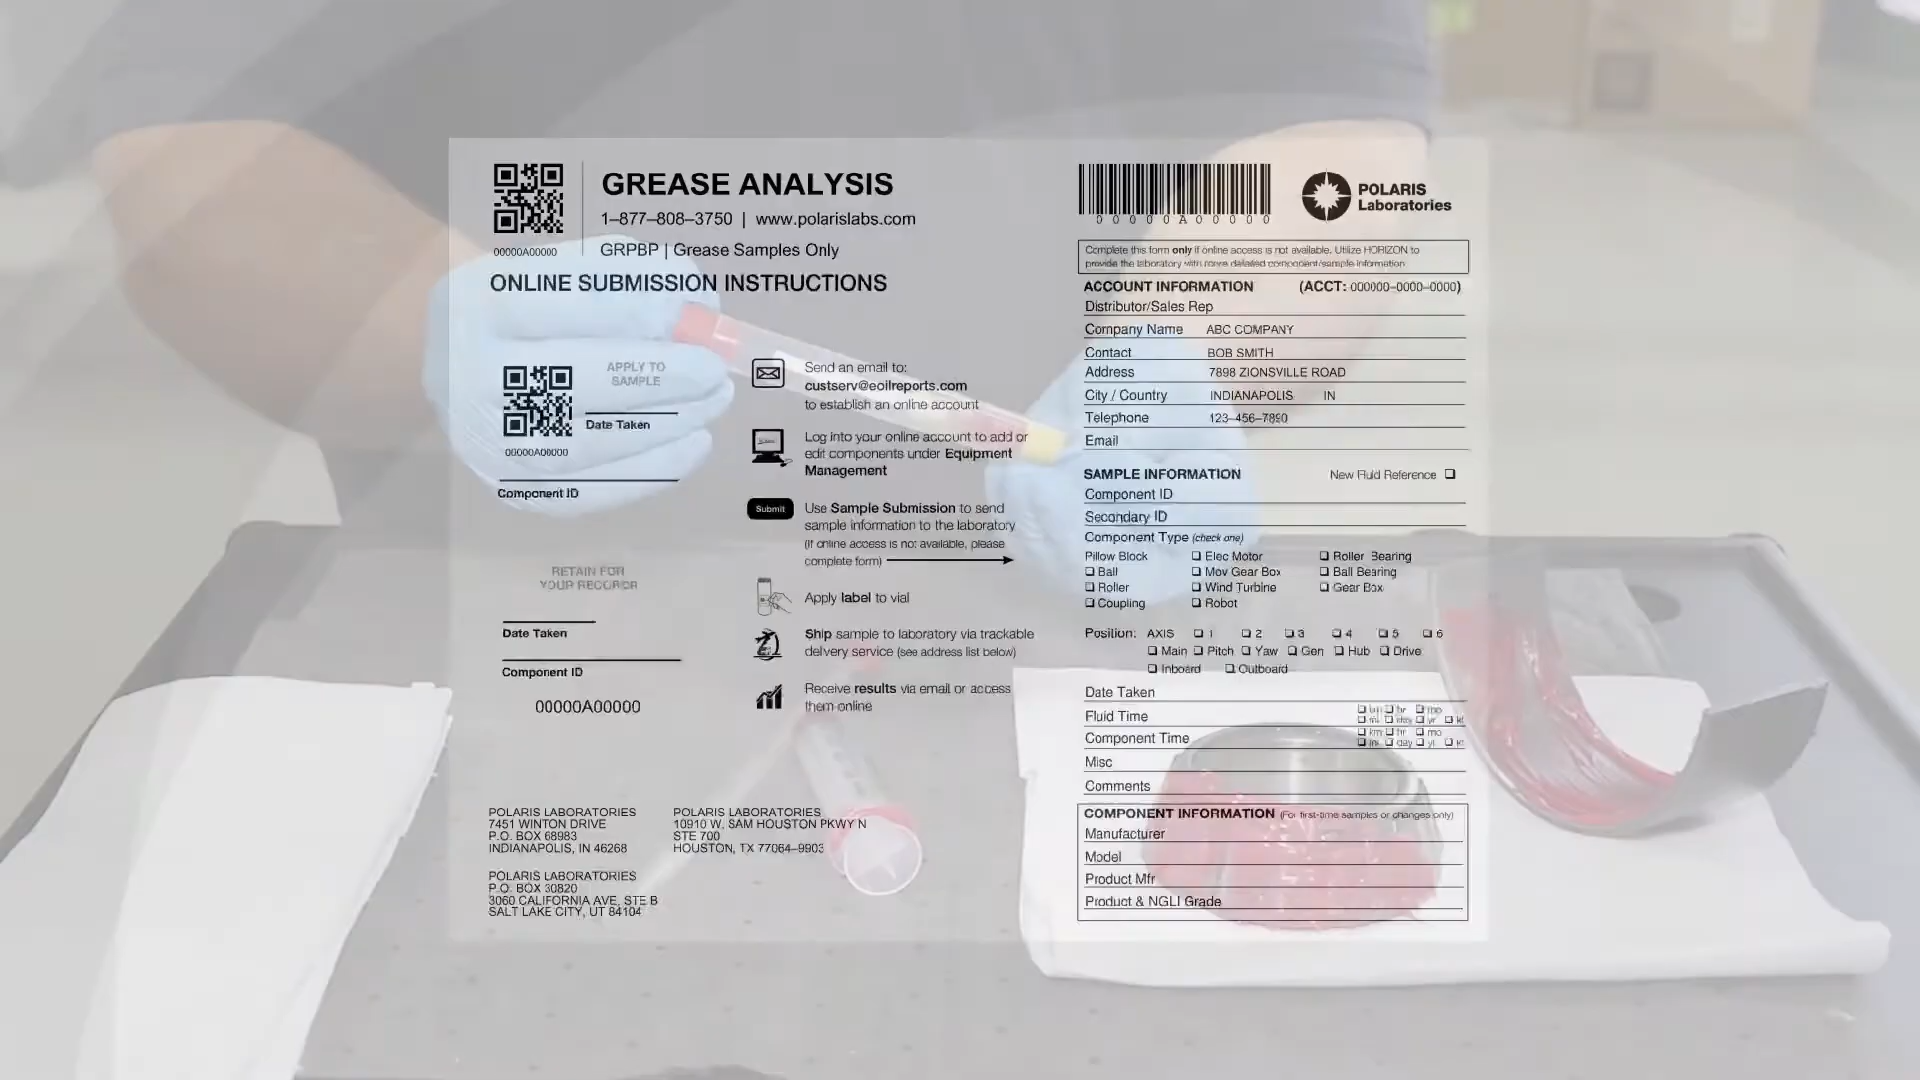 GREASE ANALYSIS
1–877–808–3750 | www.polarislabs.com
00000A00000
GRPBP | Grease Samples Only
ONLINE SUBMISSION INSTRUCTIONS
APPLY TO
SAMPLE
Date Taken
00000A00000
Component ID
RETAIN FOR
YOUR RECORD
Date Taken
Component ID
00000A00000
Send an email to:
custserv@eoilreports.com
to establish an online account
Log into your online account to add or
edit components under Equipment
Management
Submit
Use Sample Submission to send
sample information to the laboratory
(If online access is not available, please
complete form)
Apply label to vial
Ship sample to laboratory via trackable
delivery service (see address list below)
Receive results via email or access
them online
POLARIS LABORATORIES
7451 WINTON DRIVE
P.O. BOX 68983
INDIANAPOLIS, IN 46268
POLARIS LABORATORIES
10910 W. SAM HOUSTON PKWY N
STE 700
HOUSTON, TX 77064–9903
POLARIS LABORATORIES
P.O. BOX 30820
3060 CALIFORNIA AVE, STE B
SALT LAKE CITY, UT 84104
00000A00000
POLARIS
Laboratories
Complete this form only if online access is not available. Utilize HORIZON to
provide the laboratory with more detailed component/sample information
ACCOUNT INFORMATION (ACCT: 000000–0000–0000)
Distributor/Sales Rep
Company Name ABC COMPANY
Contact BOB SMITH
Address 7898 ZIONSVILLE ROAD
City / Country INDIANAPOLIS IN
Telephone 123–456–7890
Email
SAMPLE INFORMATION New Fluid Reference
Component ID
Secondary ID
Component Type (check one)
Pillow Block Elec Motor Roller Bearing
Ball Mov Gear Box Ball Bearing
Roller Wind Turbine Gear Box
Coupling Robot
Position: AXIS 1 2 3 4 5 6
Main Pitch Yaw Gen Hub Drive
Inboard Outboard
Date Taken
Fluid Time hr mo
day yr
Component Time km hr mo
day yr
Misc
Comments
COMPONENT INFORMATION (For first-time samples or changes only)
Manufacturer
Model
Product Mfr
Product & NGLI Grade